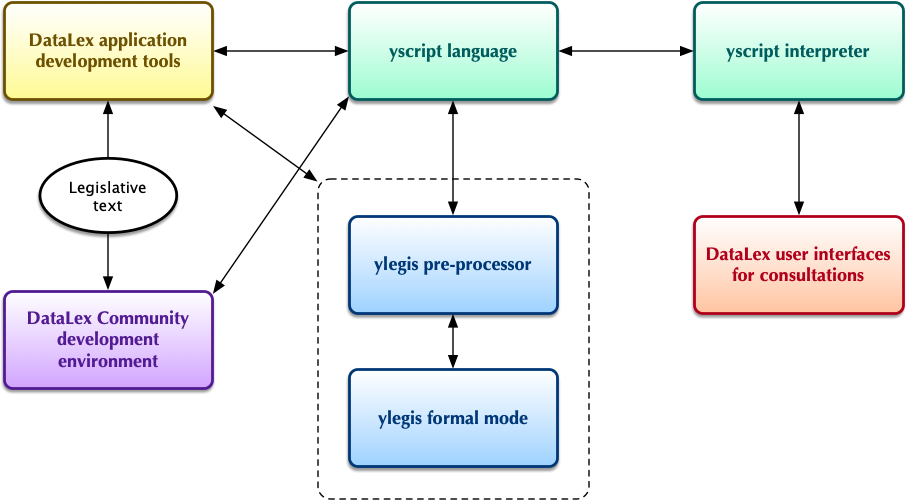 DataLex application
development tools
yscript language
yscript interpreter
Legislative
text
ylegis pre-processor
DataLex user interfaces
for consultations
DataLex Community
development
environment
ylegis formal mode